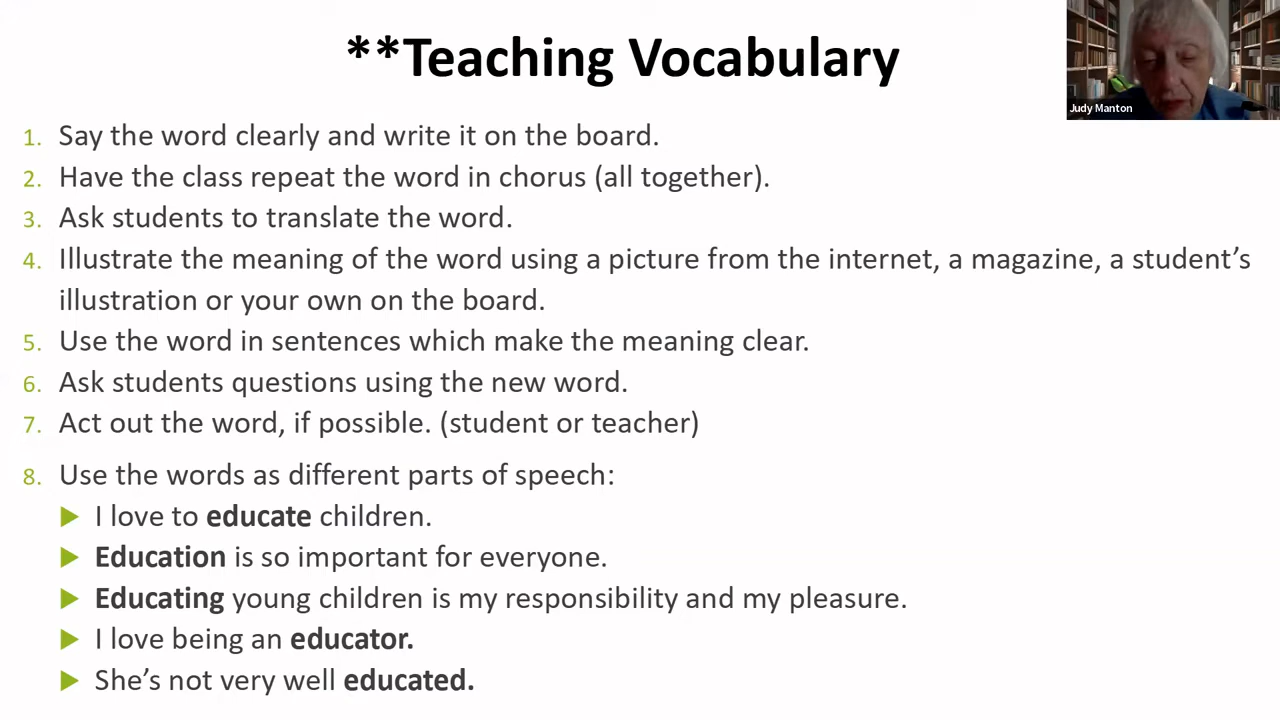 **Teaching Vocabulary
Judy Manton
1. Say the word clearly and write it on the board.
2. Have the class repeat the word in chorus (all together).
3. Ask students to translate the word.
4. Illustrate the meaning of the word using a picture from the internet, a magazine, a student’s
illustration or your own on the board.
5. Use the word in sentences which make the meaning clear.
6. Ask students questions using the new word.
7. Act out the word, if possible. (student or teacher)
8. Use the words as different parts of speech:
I love to educate children.
Education is so important for everyone.
Educating young children is my responsibility and my pleasure.
I love being an educator.
She’s not very well educated.